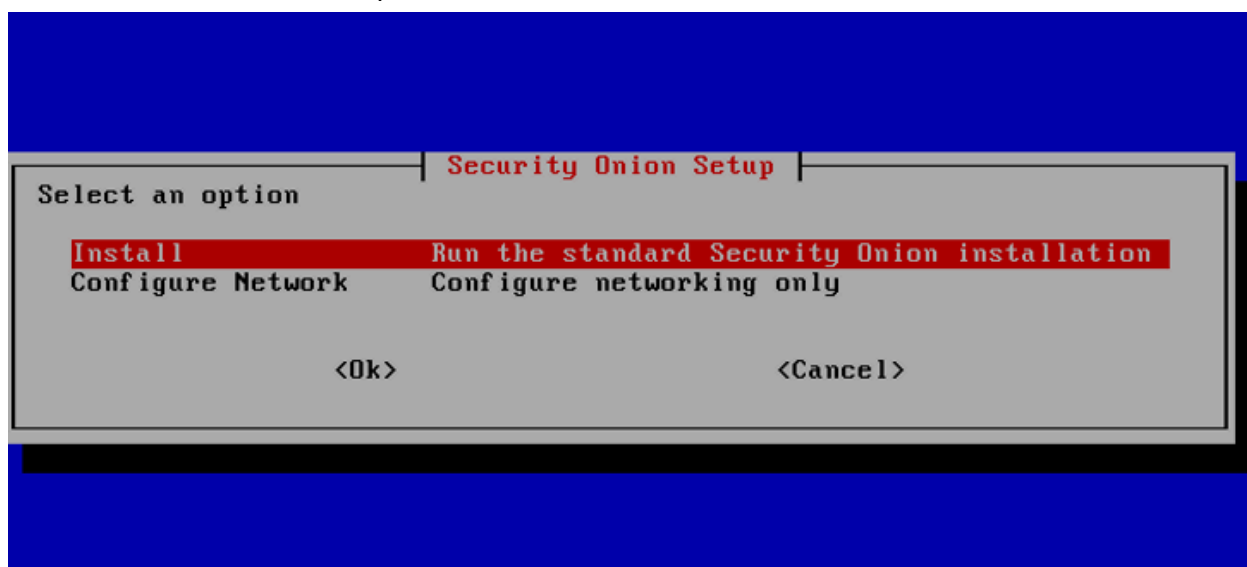 Security Onion Setup
Select an option
Install Run the standard Security Onion installation
Configure Network Configure networking only
<Ok> <Cancel>